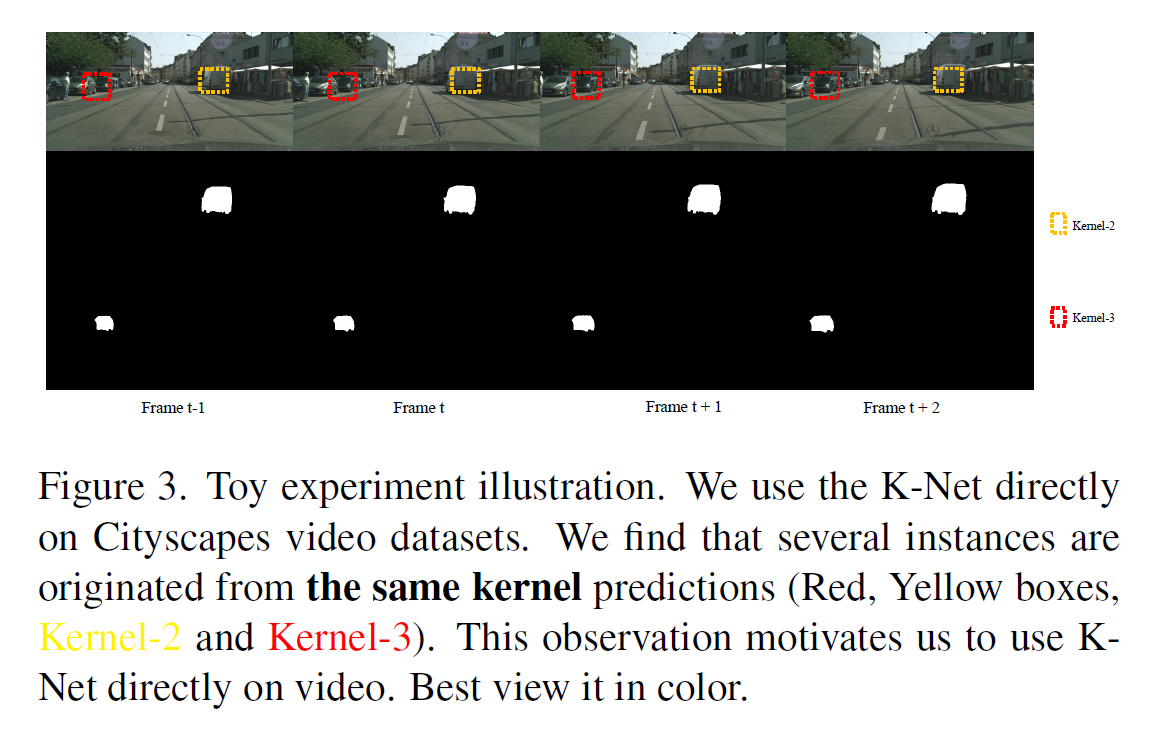 Kernel-2
Kernel-3
Frame t-1 Frame t Frame t + 1 Frame t + 2
Figure 3. Toy experiment illustration. We use the K-Net directly
on Cityscapes video datasets. We find that several instances are
originated from the same kernel predictions (Red, Yellow boxes,
Kernel-2 and Kernel-3). This observation motivates us to use K-
Net directly on video. Best view it in color.